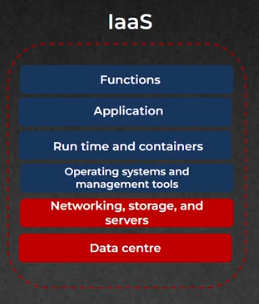 IaaS
Functions
Application
Run time and containers
Operating systems and
management tools
Networking, storage, and
servers
Data centre